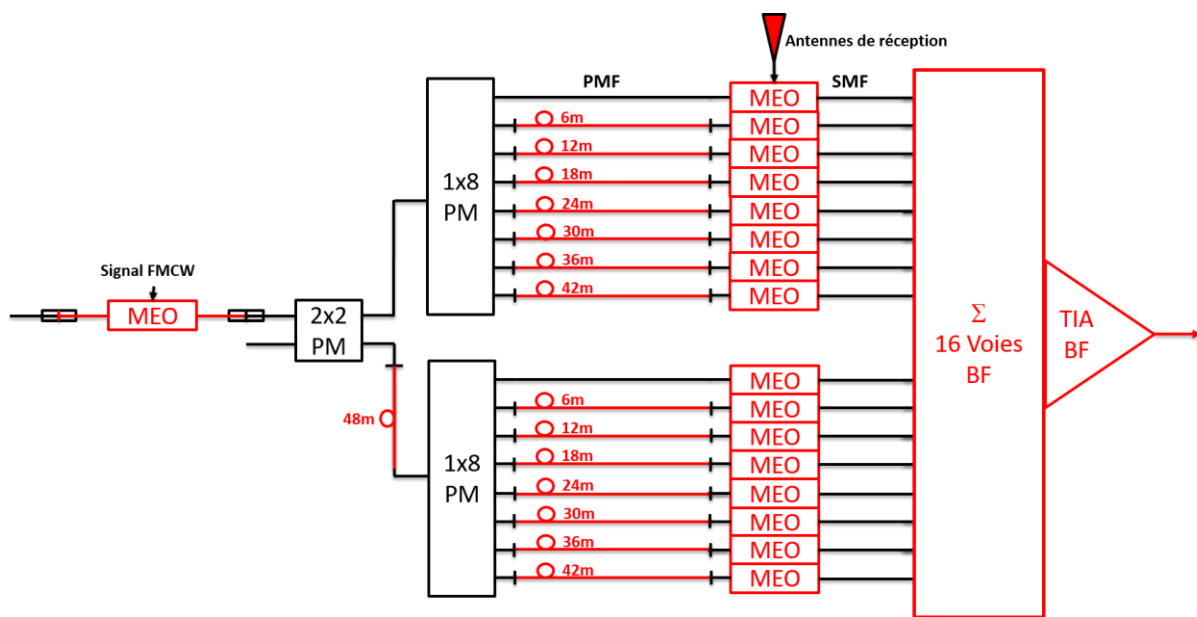 Antennes de réception
PMF
SMF
MEO
6m
MEO
12m
MEO
1x8
PM
18m
MEO
24m
MEO
30m
MEO
36m
MEO
42m
MEO
Signal FMCW
MEO
2x2
PM
Σ
16 Voies
BF
TIA
BF
48m
1x8
PM
MEO
6m
MEO
12m
MEO
18m
MEO
24m
MEO
30m
MEO
36m
MEO
42m
MEO